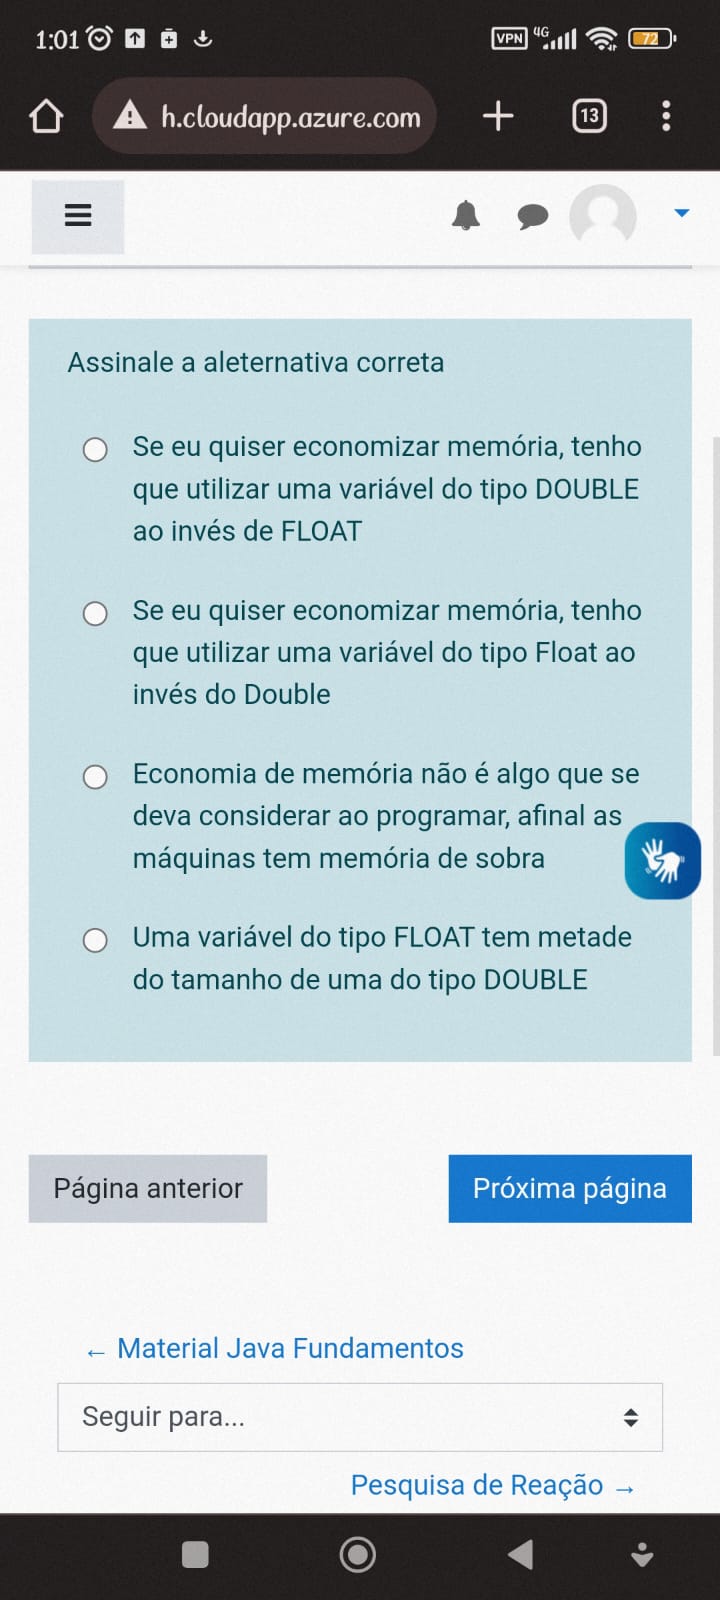 1:01
VPN 4G 72
h.cloudapp.azure.com 13
Assinale a aleternativa correta
Se eu quiser economizar memória, tenho
que utilizar uma variável do tipo DOUBLE
ao invés de FLOAT
Se eu quiser economizar memória, tenho
que utilizar uma variável do tipo Float ao
invés do Double
Economia de memória não é algo que se
deva considerar ao programar, afinal as
máquinas tem memória de sobra
Uma variável do tipo FLOAT tem metade
do tamanho de uma do tipo DOUBLE
Página anterior Próxima página
← Material Java Fundamentos
Seguir para...
Pesquisa de Reação →